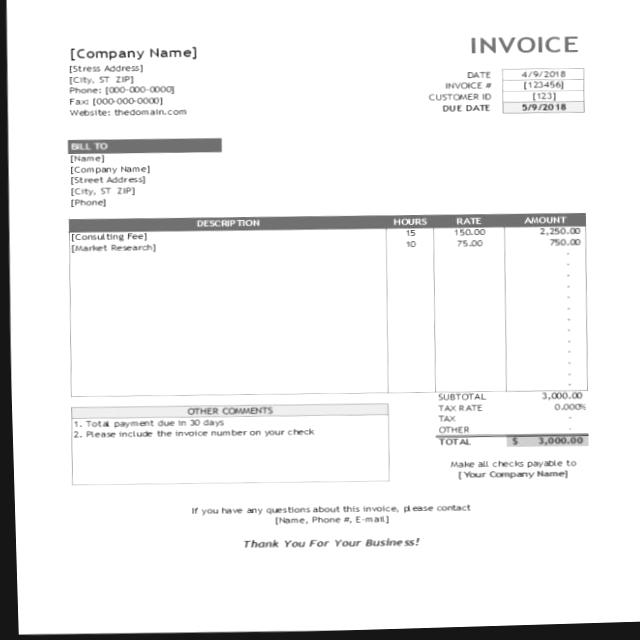 INVOICE
[Company Name]
[Stress Address]
[City, ST ZIP]
Phone: [000-000-0000]
Fax: [000-000-0000]
Website: thedomain.com
DATE 4/9/2018
INVOICE # [123456]
CUSTOMER ID [123]
DUE DATE 5/9/2018
BILL TO
[Name]
[Company Name]
[Street Address]
[City, ST ZIP]
[Phone]
DESCRIPTION HOURS RATE AMOUNT
[Consulting Fee] 15 150.00 2,250.00
[Market Research] 10 75.00 750.00
-
-
-
-
-
-
-
-
-
-
-
-
-
SUBTOTAL 3,000.00
TAX RATE 0.000%
TAX -
OTHER -
TOTAL $ 3,000.00
OTHER COMMENTS
1. Total payment due in 30 days
2. Please include the invoice number on your check
Make all checks payable to
[Your Company Name]
If you have any questions about this invoice, please contact
[Name, Phone #, E-mail]
Thank You For Your Business!